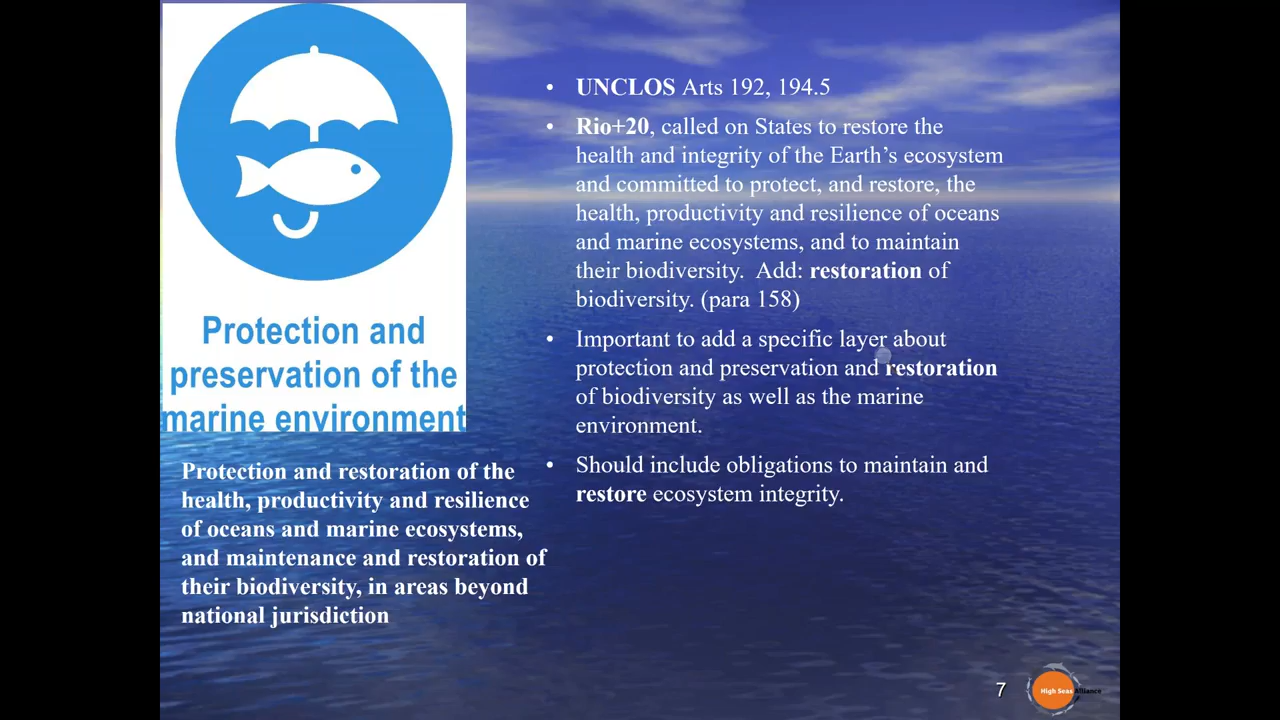 Protection and
preservation of the
marine environment
Protection and restoration of the
health, productivity and resilience
of oceans and marine ecosystems,
and maintenance and restoration of
their biodiversity, in areas beyond
national jurisdiction
• UNCLOS Arts 192, 194.5
• Rio+20, called on States to restore the
health and integrity of the Earth’s ecosystem
and committed to protect, and restore, the
health, productivity and resilience of oceans
and marine ecosystems, and to maintain
their biodiversity.  Add: restoration of
biodiversity. (para 158)
• Important to add a specific layer about
protection and preservation and restoration
of biodiversity as well as the marine
environment.
• Should include obligations to maintain and
restore ecosystem integrity.
7
High Seas Alliance